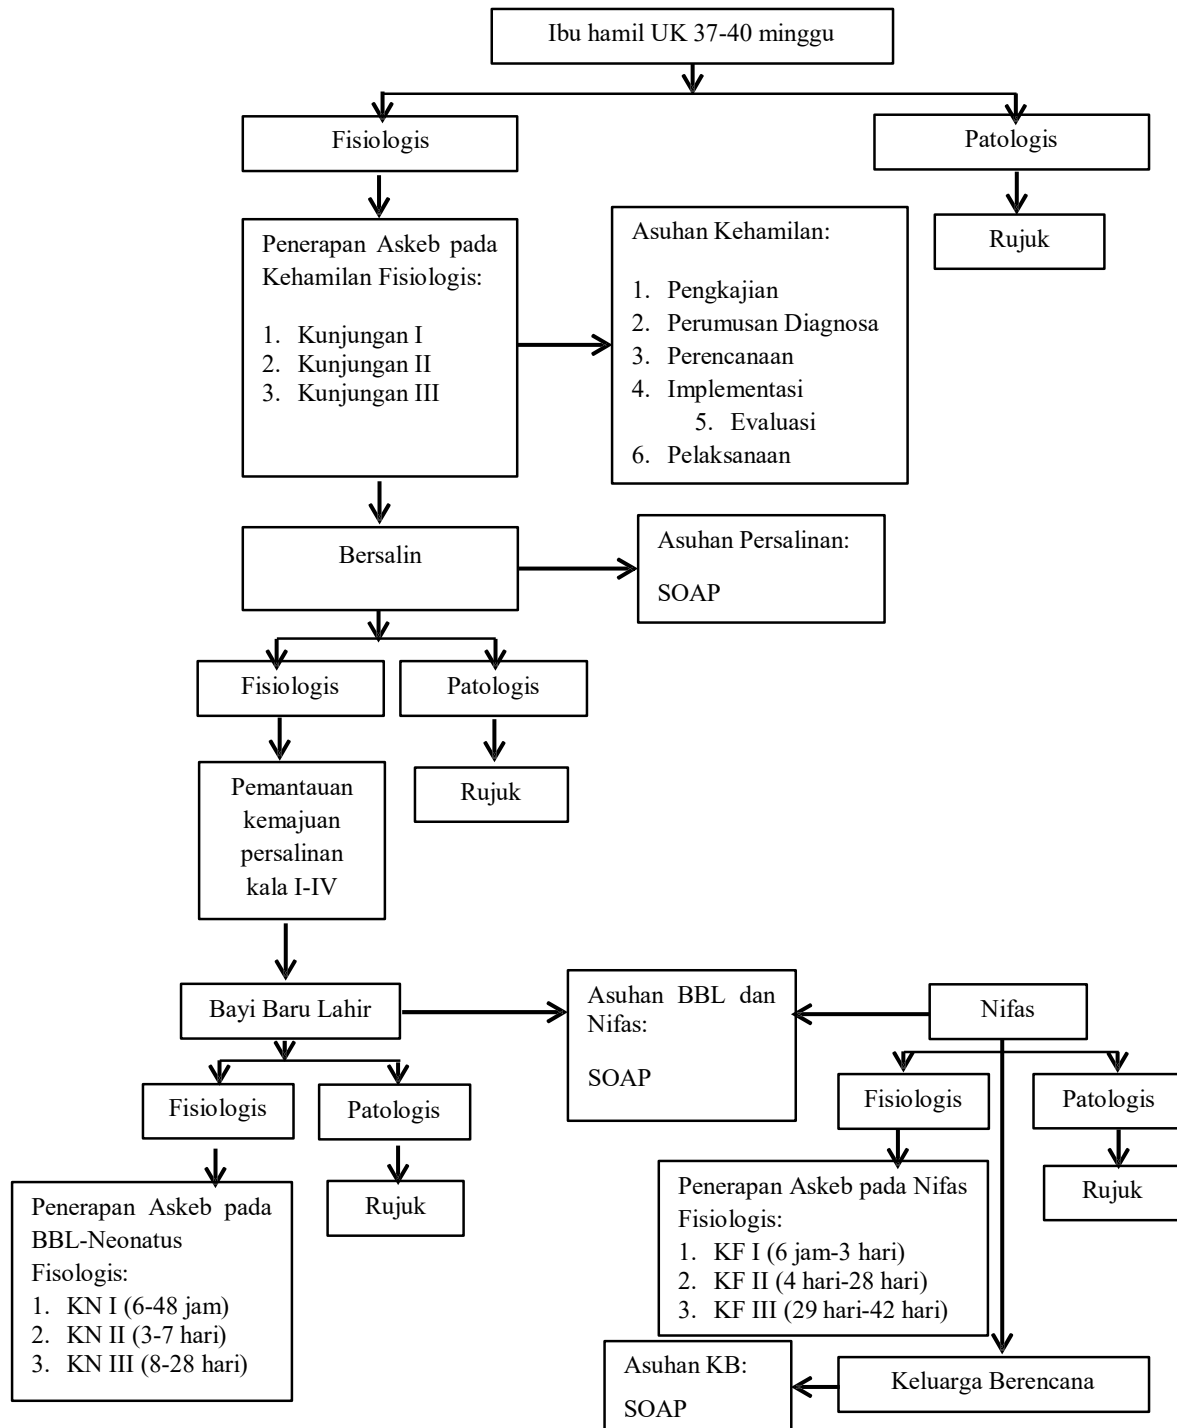 Ibu hamil UK 37-40 minggu
Fisiologis
Patologis
Rujuk
Penerapan Askeb pada
Kehamilan Fisiologis:
1. Kunjungan I
2. Kunjungan II
3. Kunjungan III
Asuhan Kehamilan:
1. Pengkajian
2. Perumusan Diagnosa
3. Perencanaan
4. Implementasi
5. Evaluasi
6. Pelaksanaan
Bersalin
Asuhan Persalinan:
SOAP
Fisiologis
Patologis
Pemantauan
kemajuan
persalinan
kala I-IV
Rujuk
Bayi Baru Lahir
Asuhan BBL dan
Nifas:
SOAP
Nifas
Fisiologis
Patologis
Fisiologis
Patologis
Penerapan Askeb pada
BBL-Neonatus
Fisologis:
1. KN I (6-48 jam)
2. KN II (3-7 hari)
3. KN III (8-28 hari)
Rujuk
Penerapan Askeb pada Nifas
Fisiologis:
1. KF I (6 jam-3 hari)
2. KF II (4 hari-28 hari)
3. KF III (29 hari-42 hari)
Rujuk
Asuhan KB:
SOAP
Keluarga Berencana